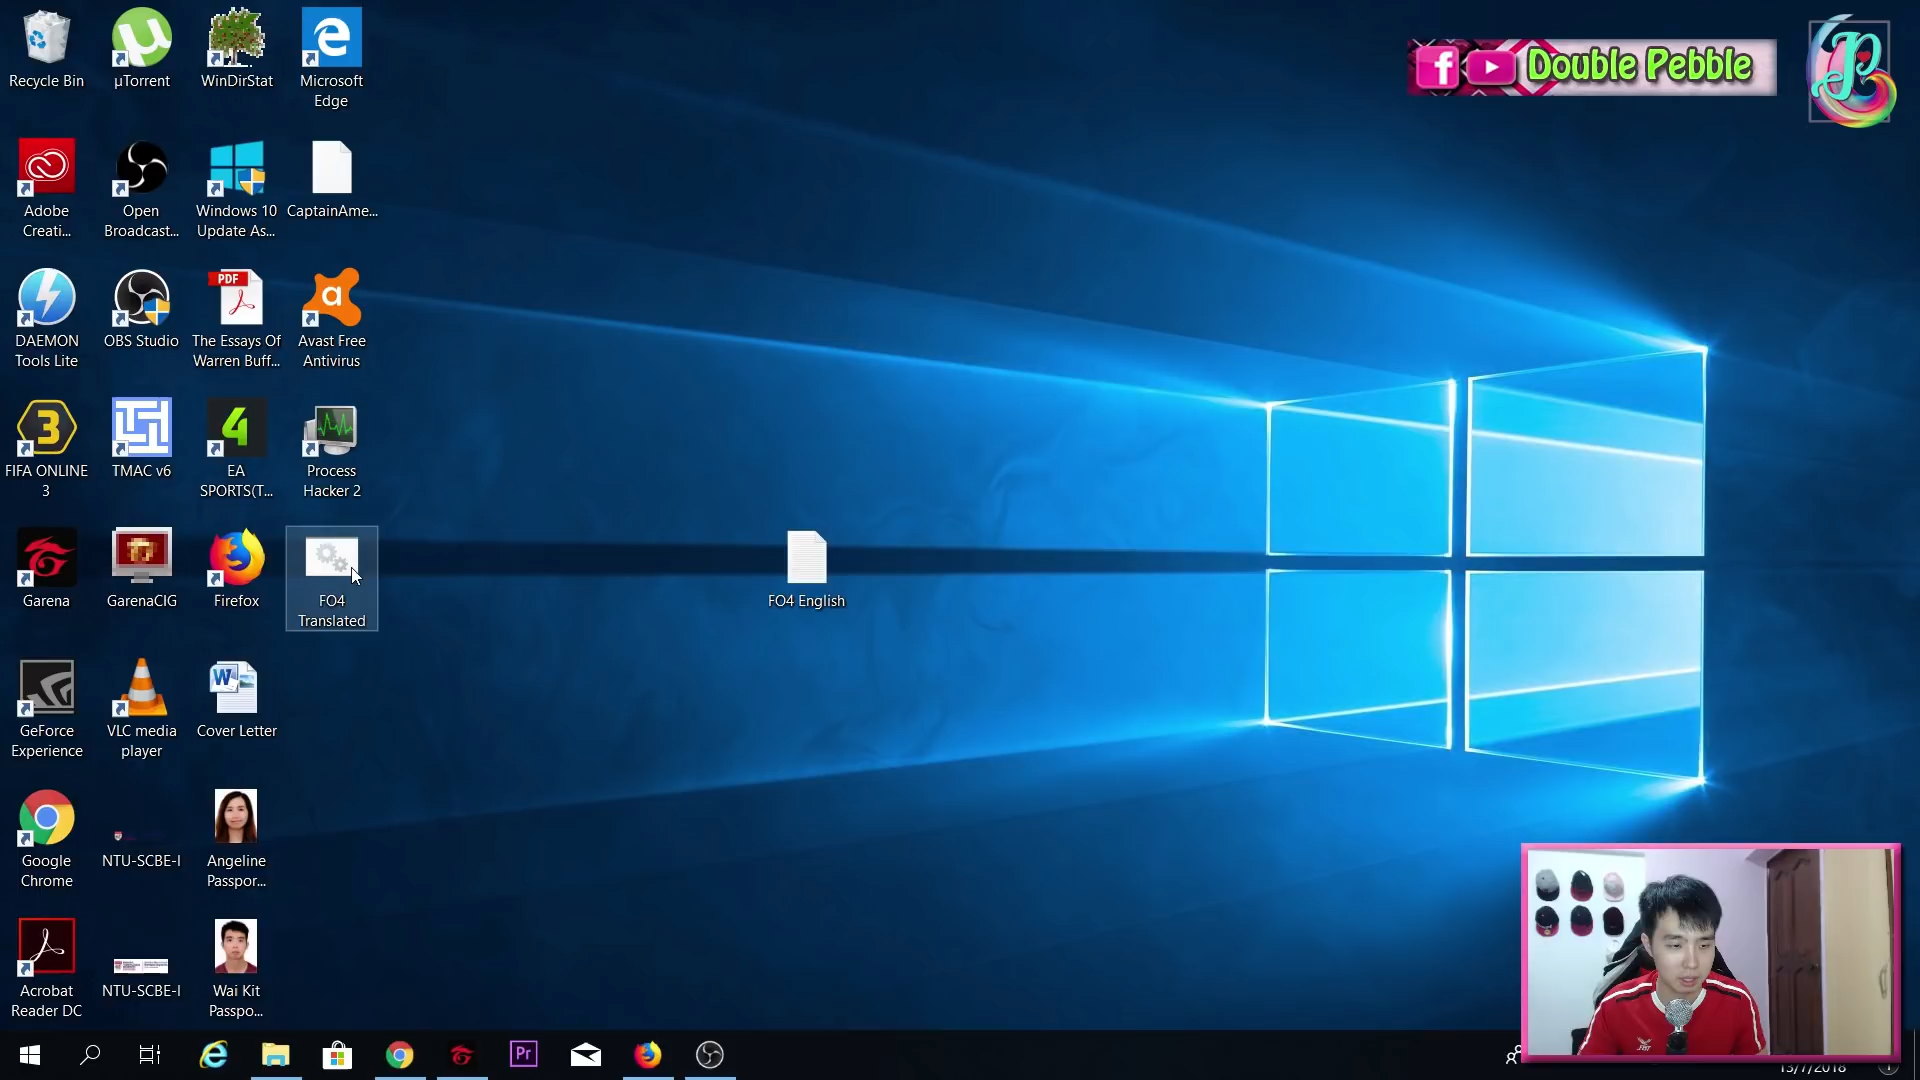 Recycle Bin
µTorrent
WinDirStat
Microsoft
Edge
Double Pebble
Adobe
Creati...
Open
Broadcast...
Windows 10
Update As...
CaptainAme...
DAEMON
Tools Lite
OBS Studio
PDF
The Essays Of
Warren Buff...
Avast Free
Antivirus
FIFA ONLINE
3
TMAC v6
EA
SPORTS(T...
Process
Hacker 2
Garena
GarenaCIG
Firefox
FO4
Translated
FO4 English
GeForce
Experience
VLC media
player
Cover Letter
Google
Chrome
NTU-SCBE-I
Angeline
Passpor...
Acrobat
Reader DC
NTU-SCBE-I
Wai Kit
Passpo...
Pr
13/7/2018